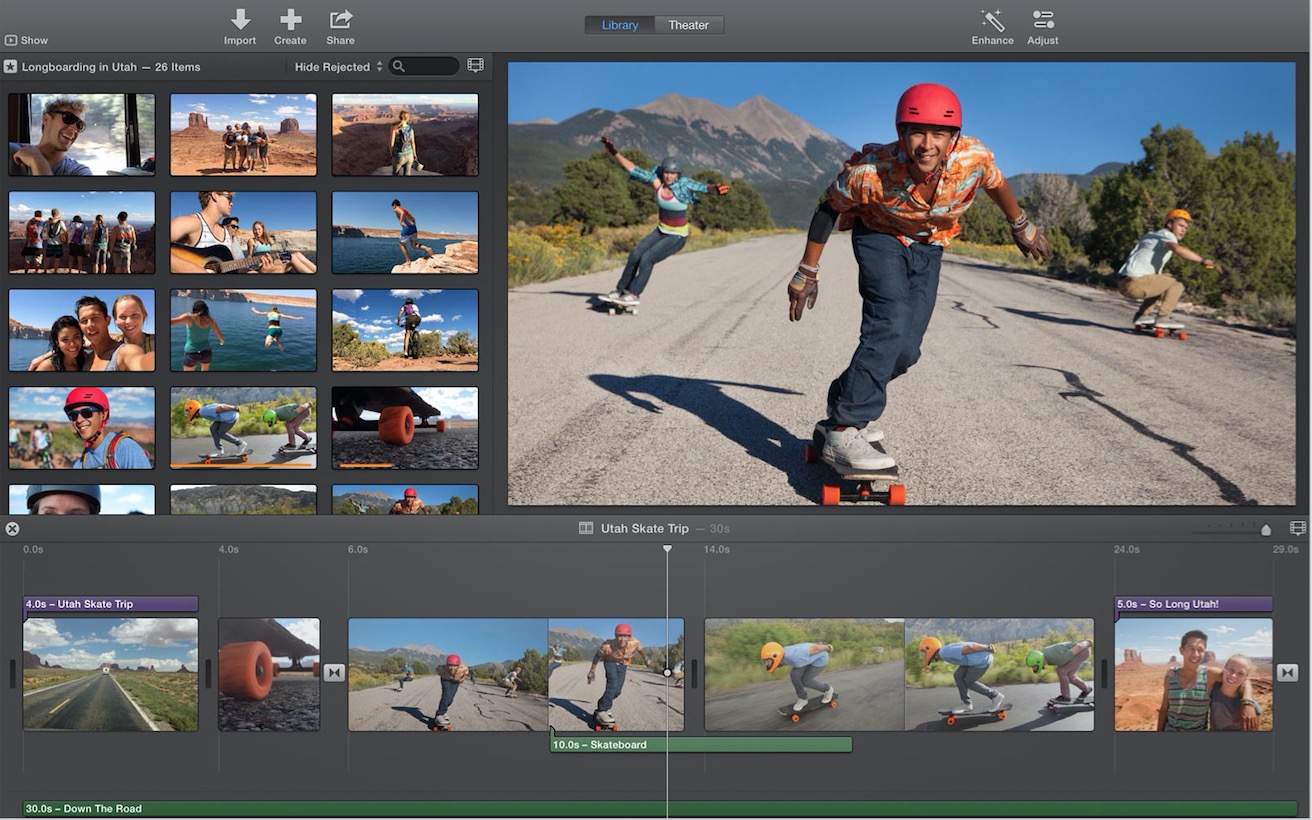 Show
Import
Create
Share
Library
Theater
Enhance
Adjust
Longboarding in Utah — 26 Items
Hide Rejected
Utah Skate Trip — 30s
0.0s
4.0s
6.0s
14.0s
24.0s
29.0s
4.0s – Utah Skate Trip
5.0s – So Long Utah!
10.0s – Skateboard
30.0s – Down The Road